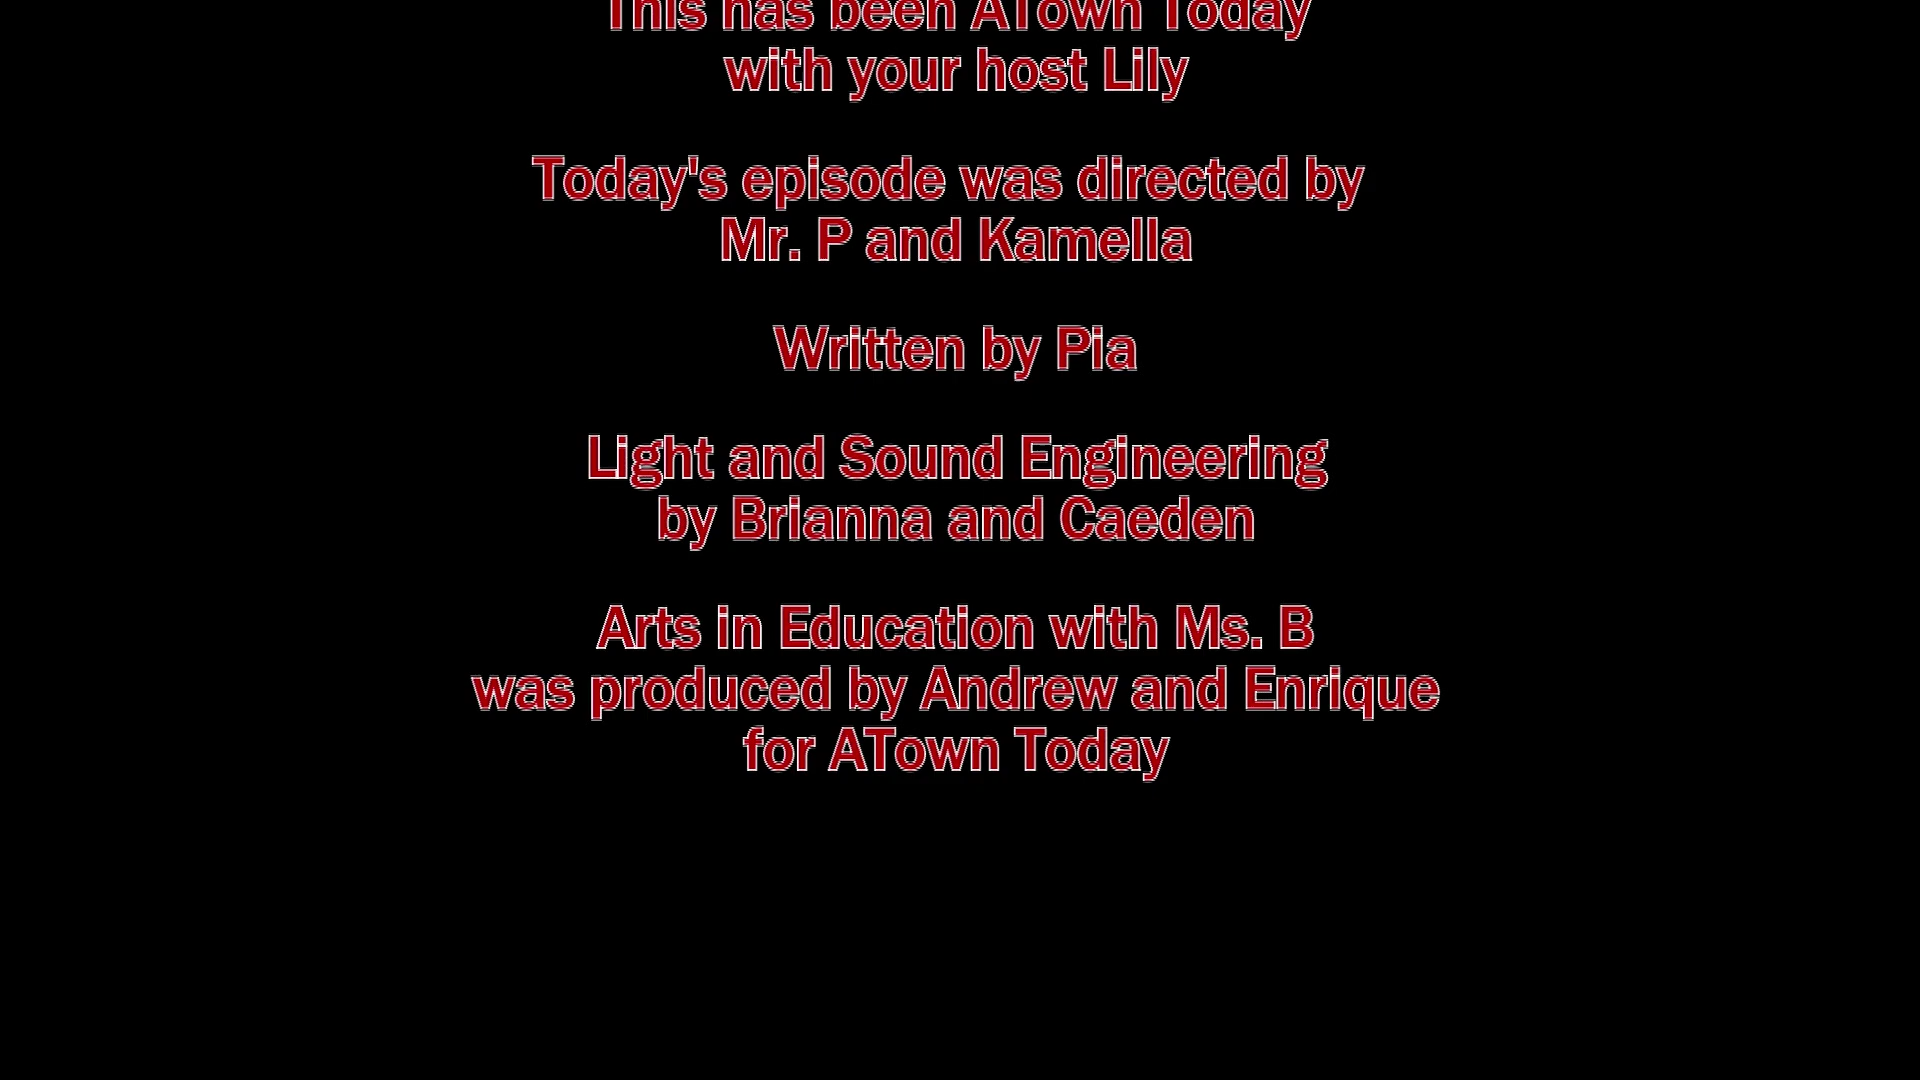 This has been ATown Today
with your host Lily
Today's episode was directed by
Mr. P and Kamella
Written by Pia
Light and Sound Engineering
by Brianna and Caeden
Arts in Education with Ms. B
was produced by Andrew and Enrique
for ATown Today